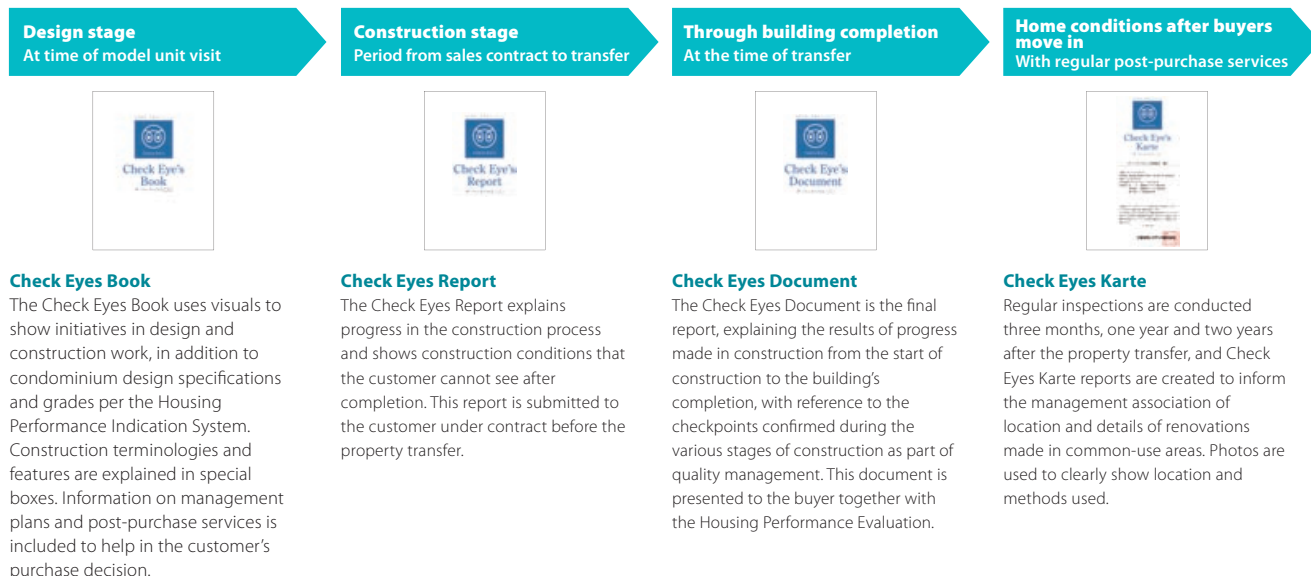 Design stage
At time of model unit visit
Construction stage
Period from sales contract to transfer
Through building completion
At the time of transfer
Home conditions after buyers
move in
With regular post-purchase services
Check Eye's
Book
Check Eye's
Report
Check Eye's
Document
Check Eye's
Karte
Check Eyes Book
The Check Eyes Book uses visuals to
show initiatives in design and
construction work, in addition to
condominium design specifications
and grades per the Housing
Performance Indication System.
Construction terminologies and
features are explained in special
boxes. Information on management
plans and post-purchase services is
included to help in the customer's
purchase decision.
Check Eyes Report
The Check Eyes Report explains
progress in the construction process
and shows construction conditions that
the customer cannot see after
completion. This report is submitted to
the customer under contract before the
property transfer.
Check Eyes Document
The Check Eyes Document is the final
report, explaining the results of progress
made in construction from the start of
construction to the building's
completion, with reference to the
checkpoints confirmed during the
various stages of construction as part of
quality management. This document is
presented to the buyer together with
the Housing Performance Evaluation.
Check Eyes Karte
Regular inspections are conducted
three months, one year and two years
after the property transfer, and Check
Eyes Karte reports are created to inform
the management association of
location and details of renovations
made in common-use areas. Photos are
used to clearly show location and
methods used.